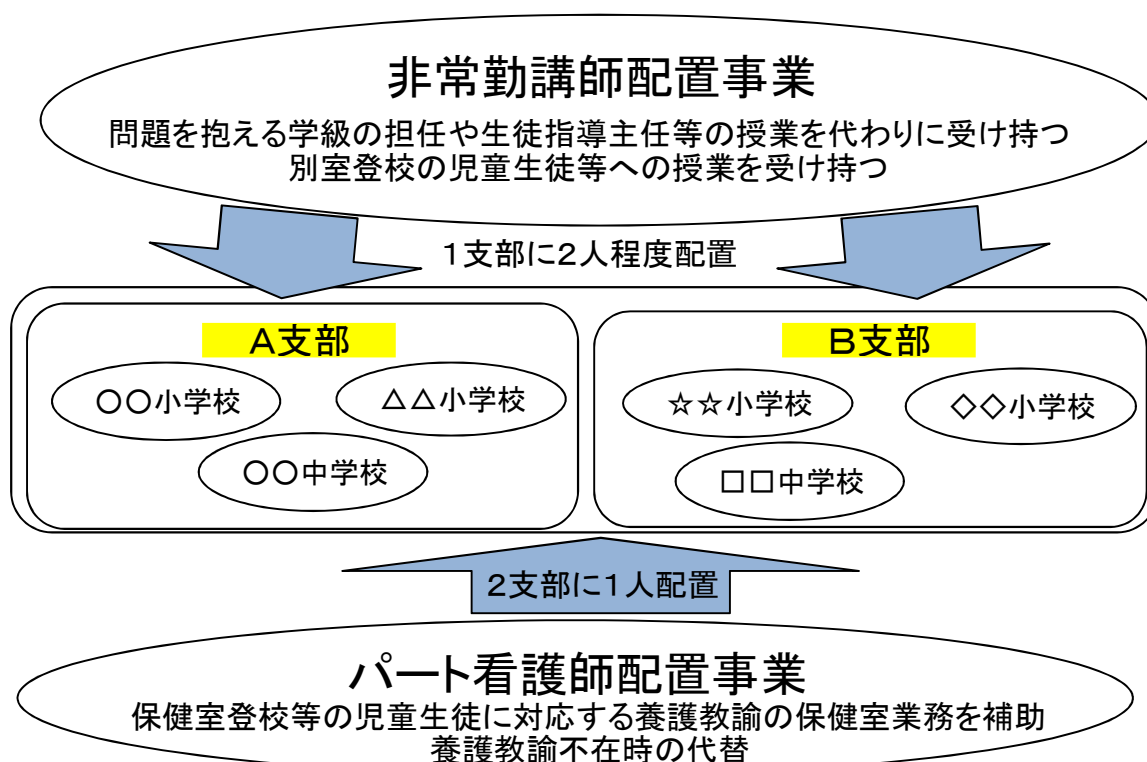 非常勤講師配置事業
問題を抱える学級の担任や生徒指導主任等の授業を代わりに受け持つ
別室登校の児童生徒等への授業を受け持つ
1支部に2人程度配置
A支部
B支部
○○小学校
△△小学校
☆☆小学校
◇◇小学校
○○中学校
□□中学校
2支部に1人配置
パート看護師配置事業
保健室登校等の児童生徒に対応する養護教諭の保健室業務を補助
養護教諭不在時の代替